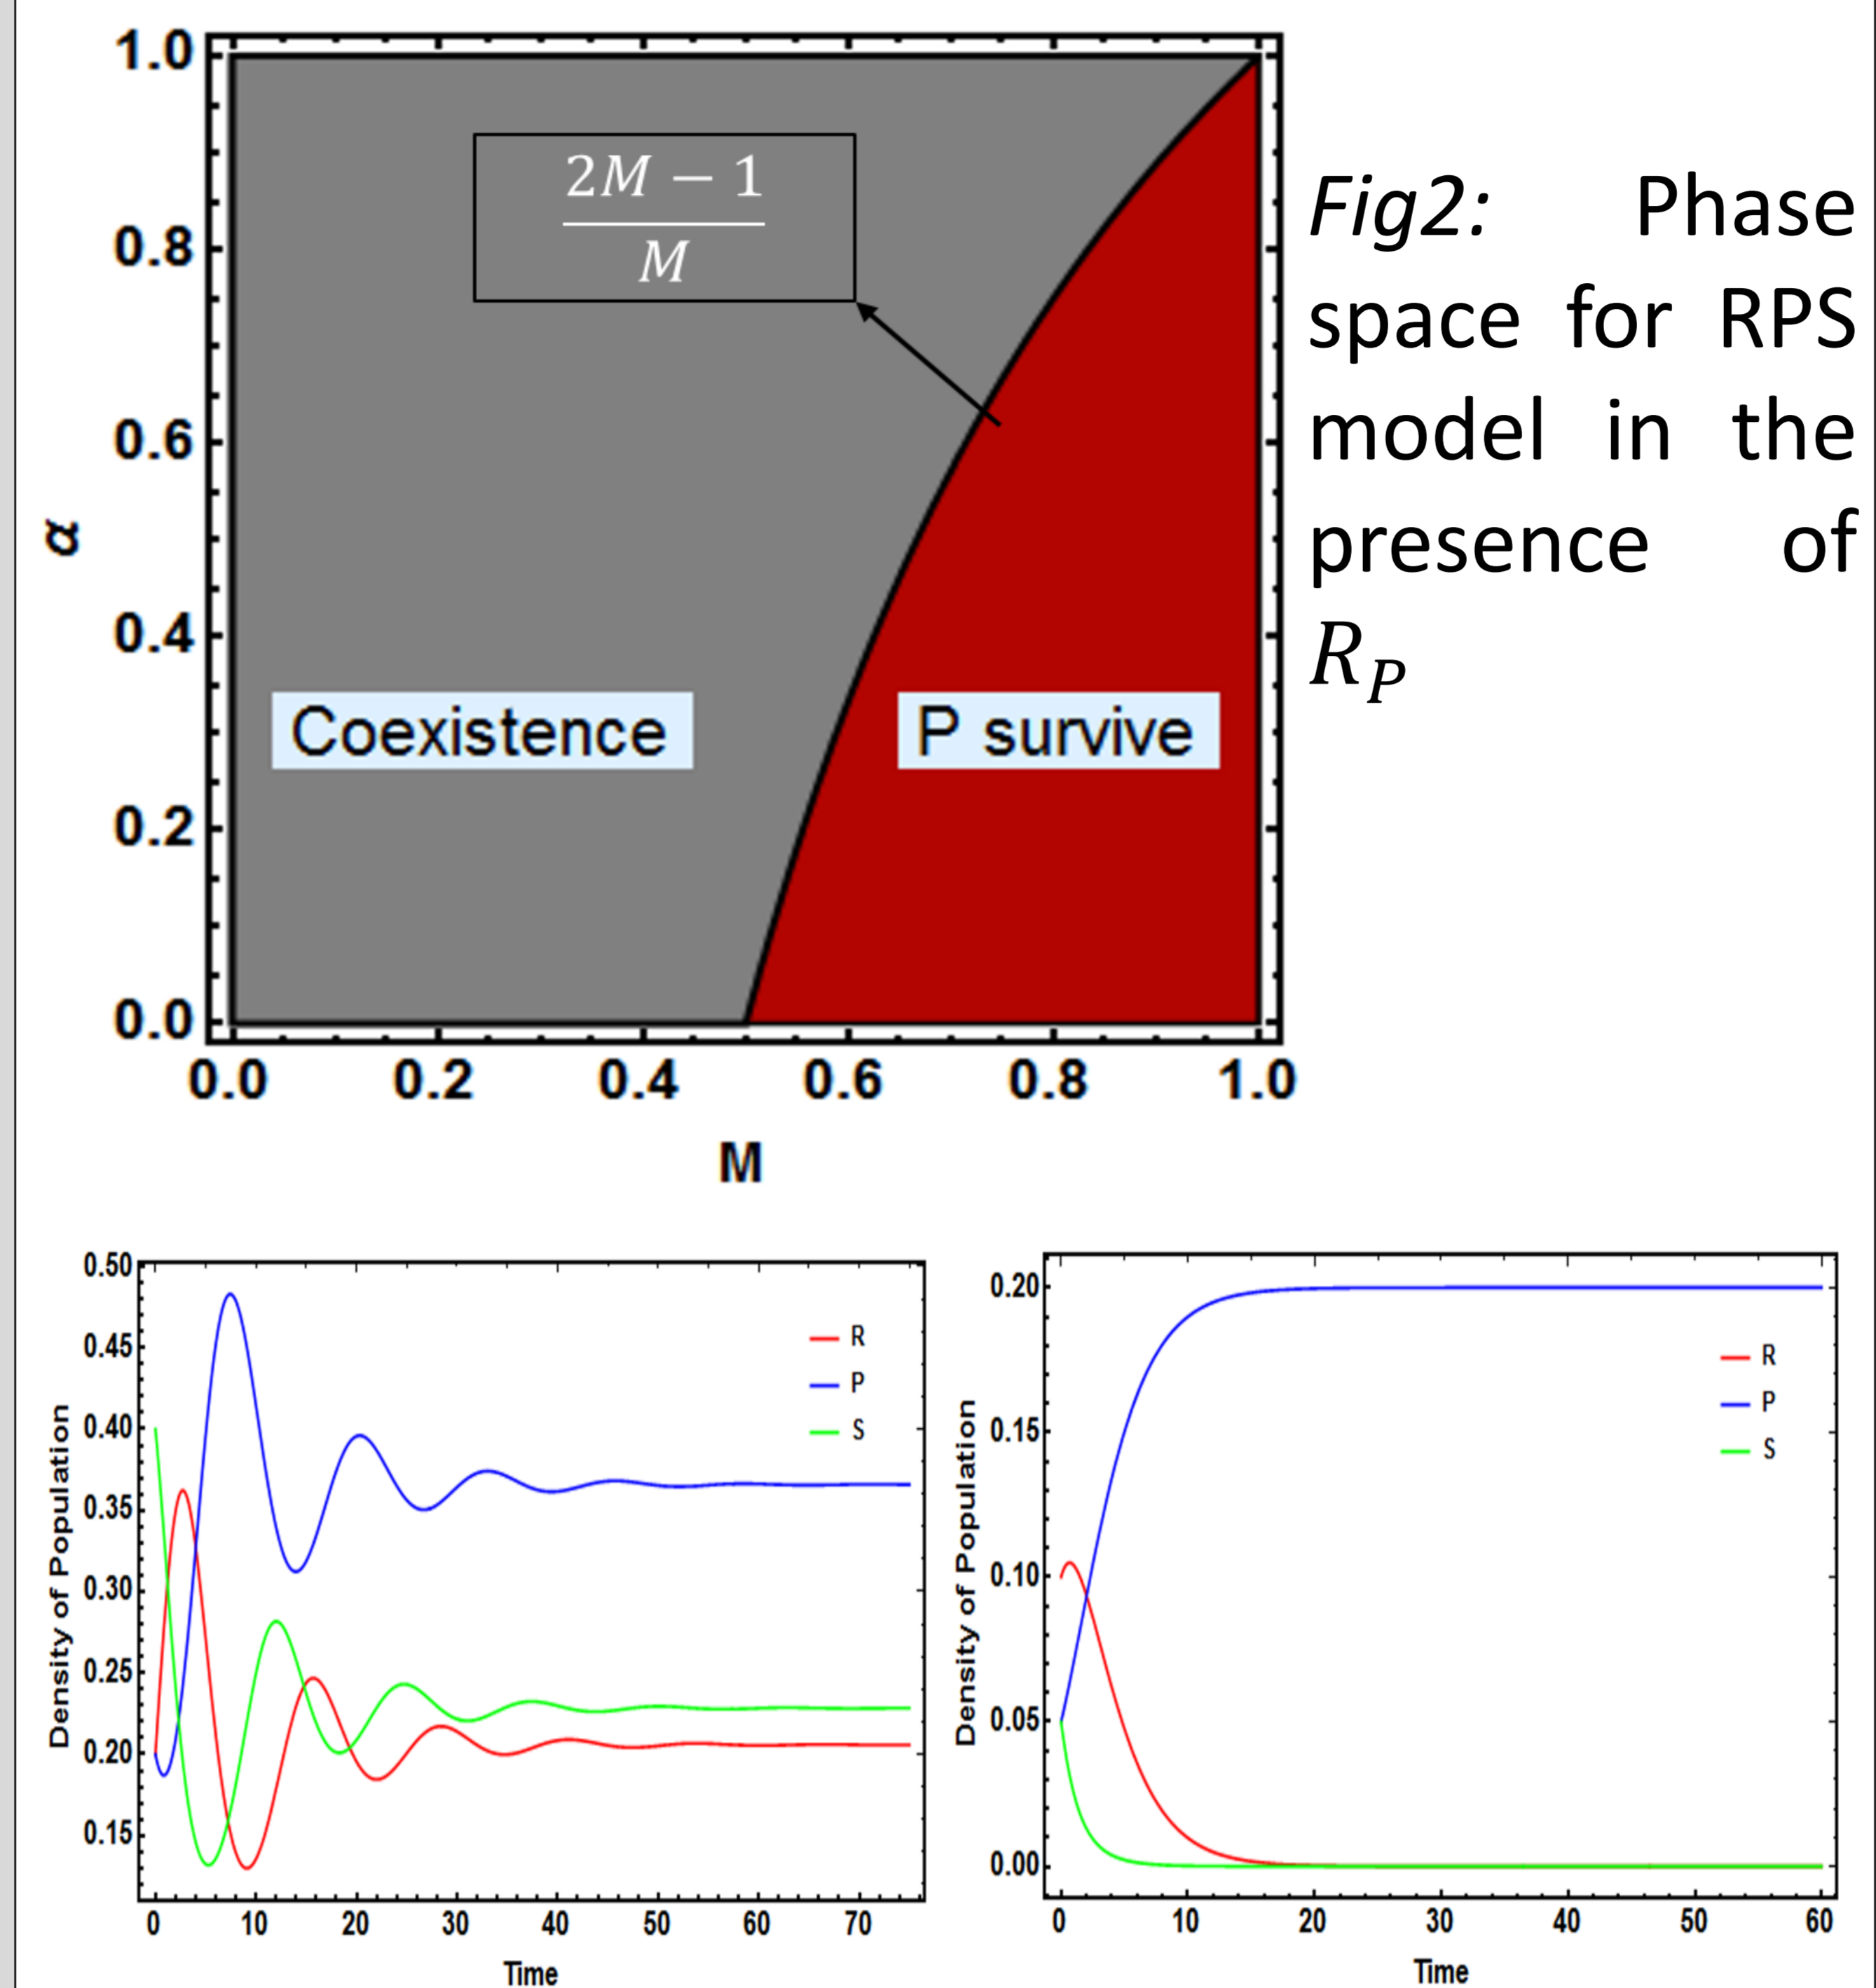 1.0
0.8
0.6
0.4
0.2
0.0
α
2M − 1
M
Coexistence
P survive
0.0 0.2 0.4 0.6 0.8 1.0
M
Fig2: Phase
space for RPS
model in the
presence of
R_P
0.50
0.45
0.40
0.35
0.30
0.25
0.20
0.15
Density of Population
R
P
S
0 10 20 30 40 50 60 70
Time
0.20
0.15
0.10
0.05
0.00
Density of Population
R
P
S
0 10 20 30 40 50 60
Time